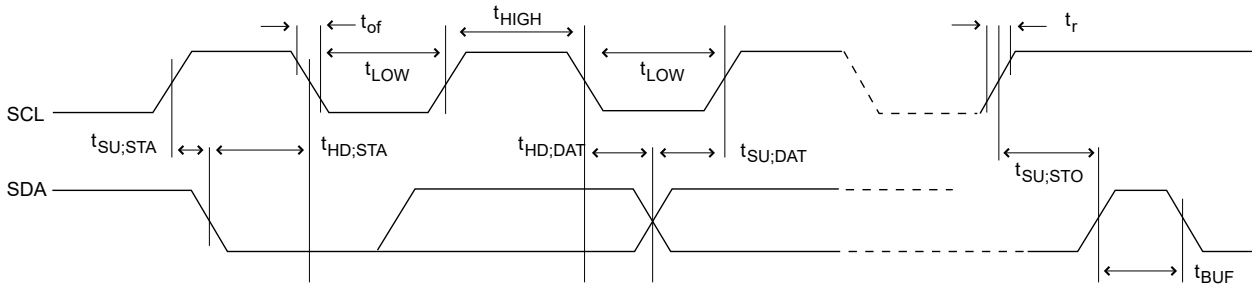 t_of
t_HIGH
t_r
t_LOW
t_LOW
SCL
t_SU;STA
t_HD;STA
t_HD;DAT
t_SU;DAT
t_SU;STO
SDA
t_BUF